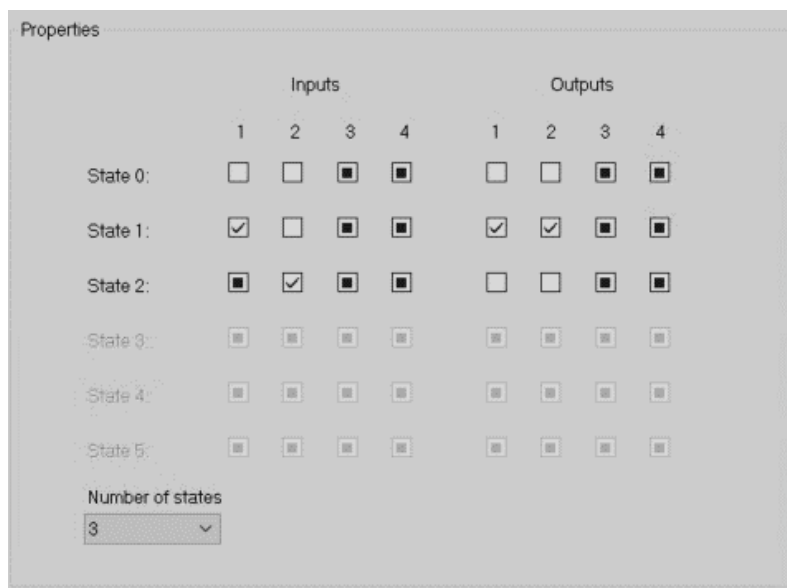 Properties
Inputs Outputs
1 2 3 4 1 2 3 4
State 0:
State 1:
State 2:
State 3:
State 4:
State 5:
Number of states
3